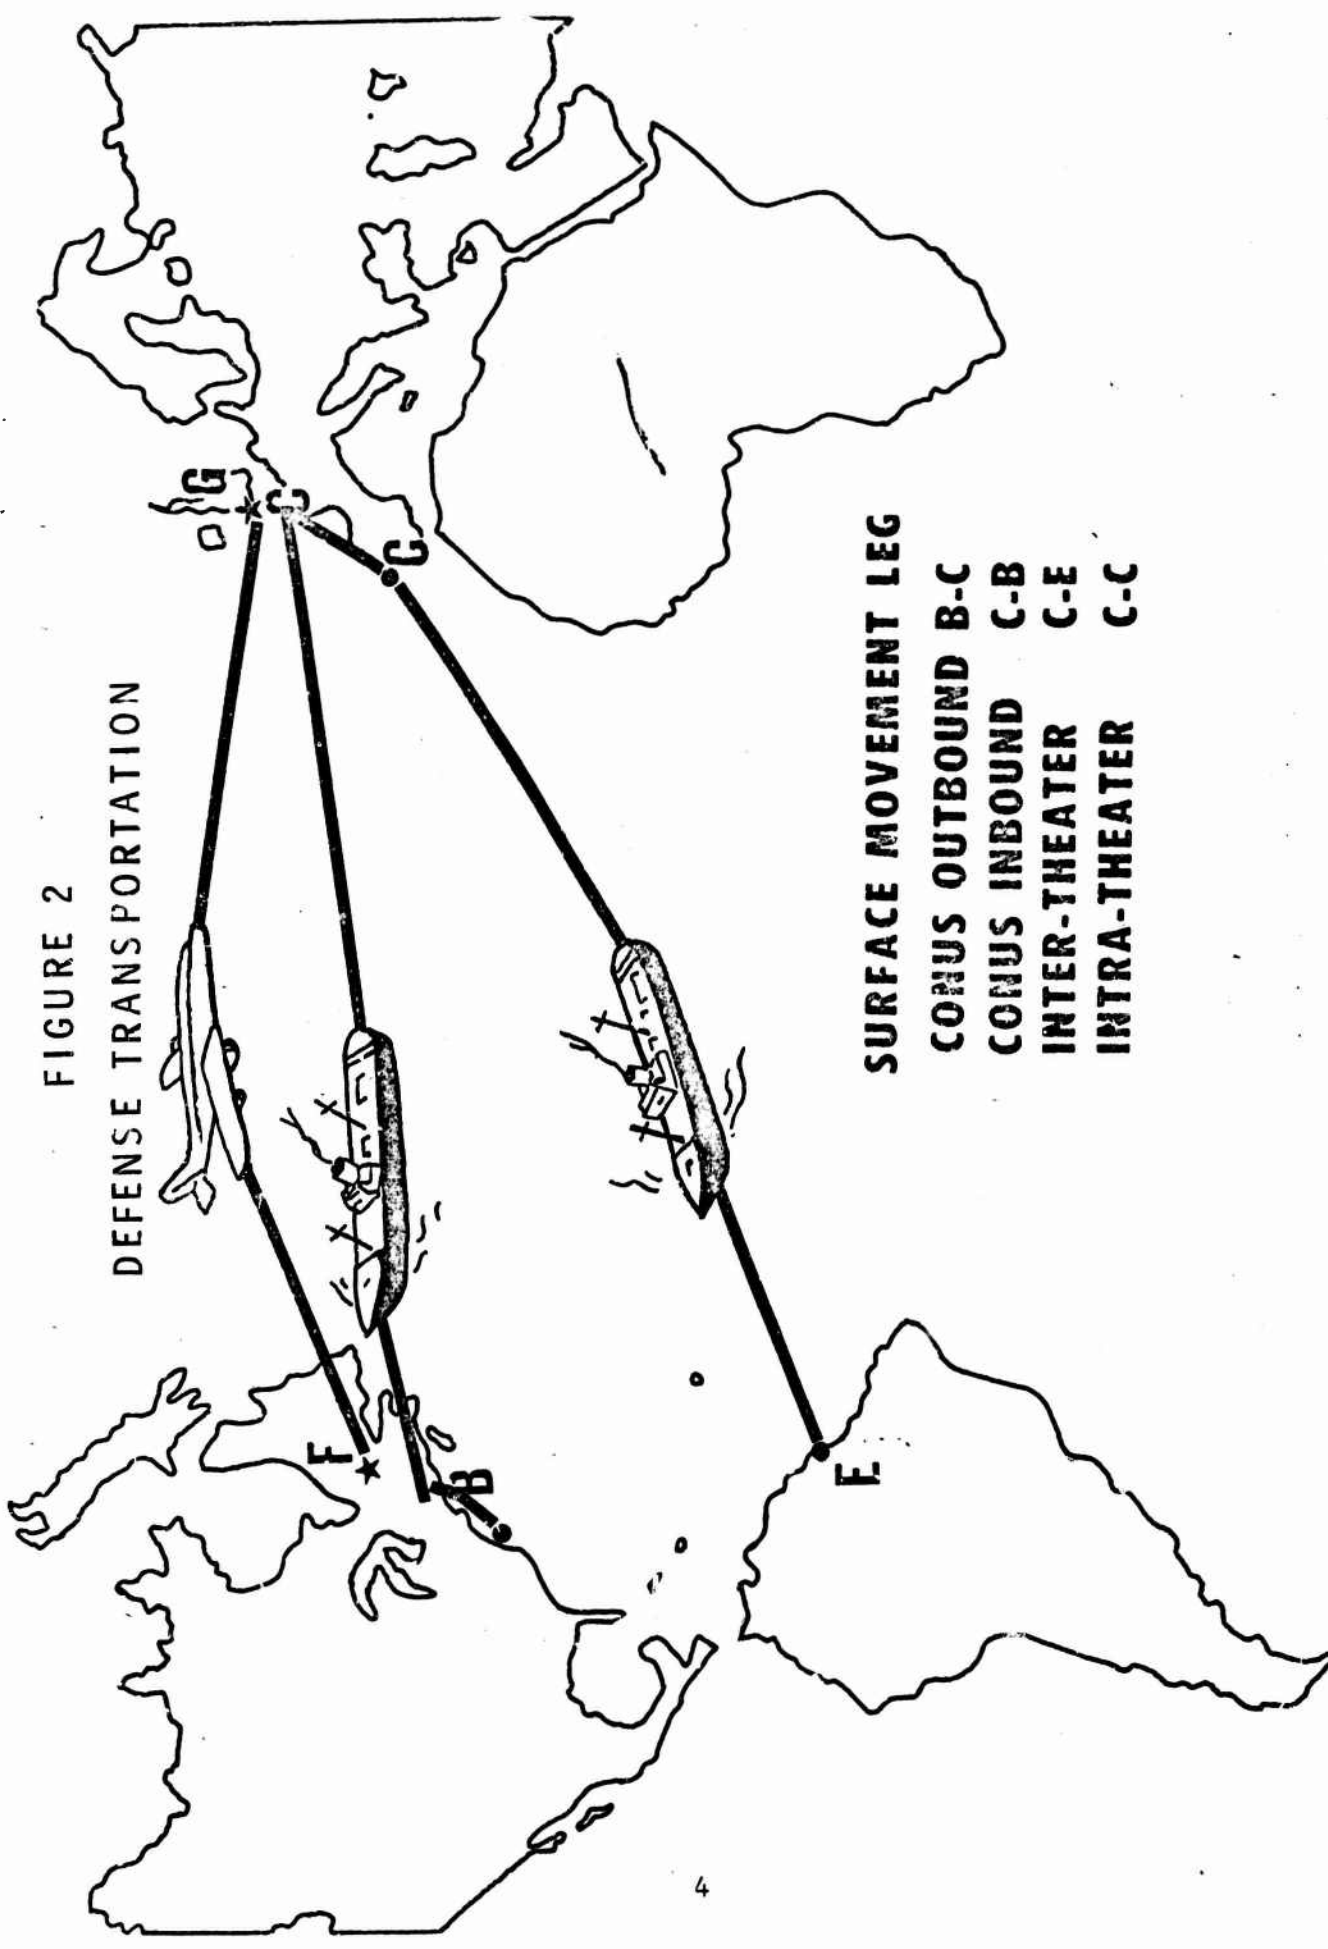 FIGURE 2
DEFENSE TRANSPORTATION
G
C
F
C
B
E
SURFACE MOVEMENT LEG
CONUS OUTBOUND B-C
CONUS INBOUND C-B
INTER-THEATER C-E
INTRA-THEATER C-C
4